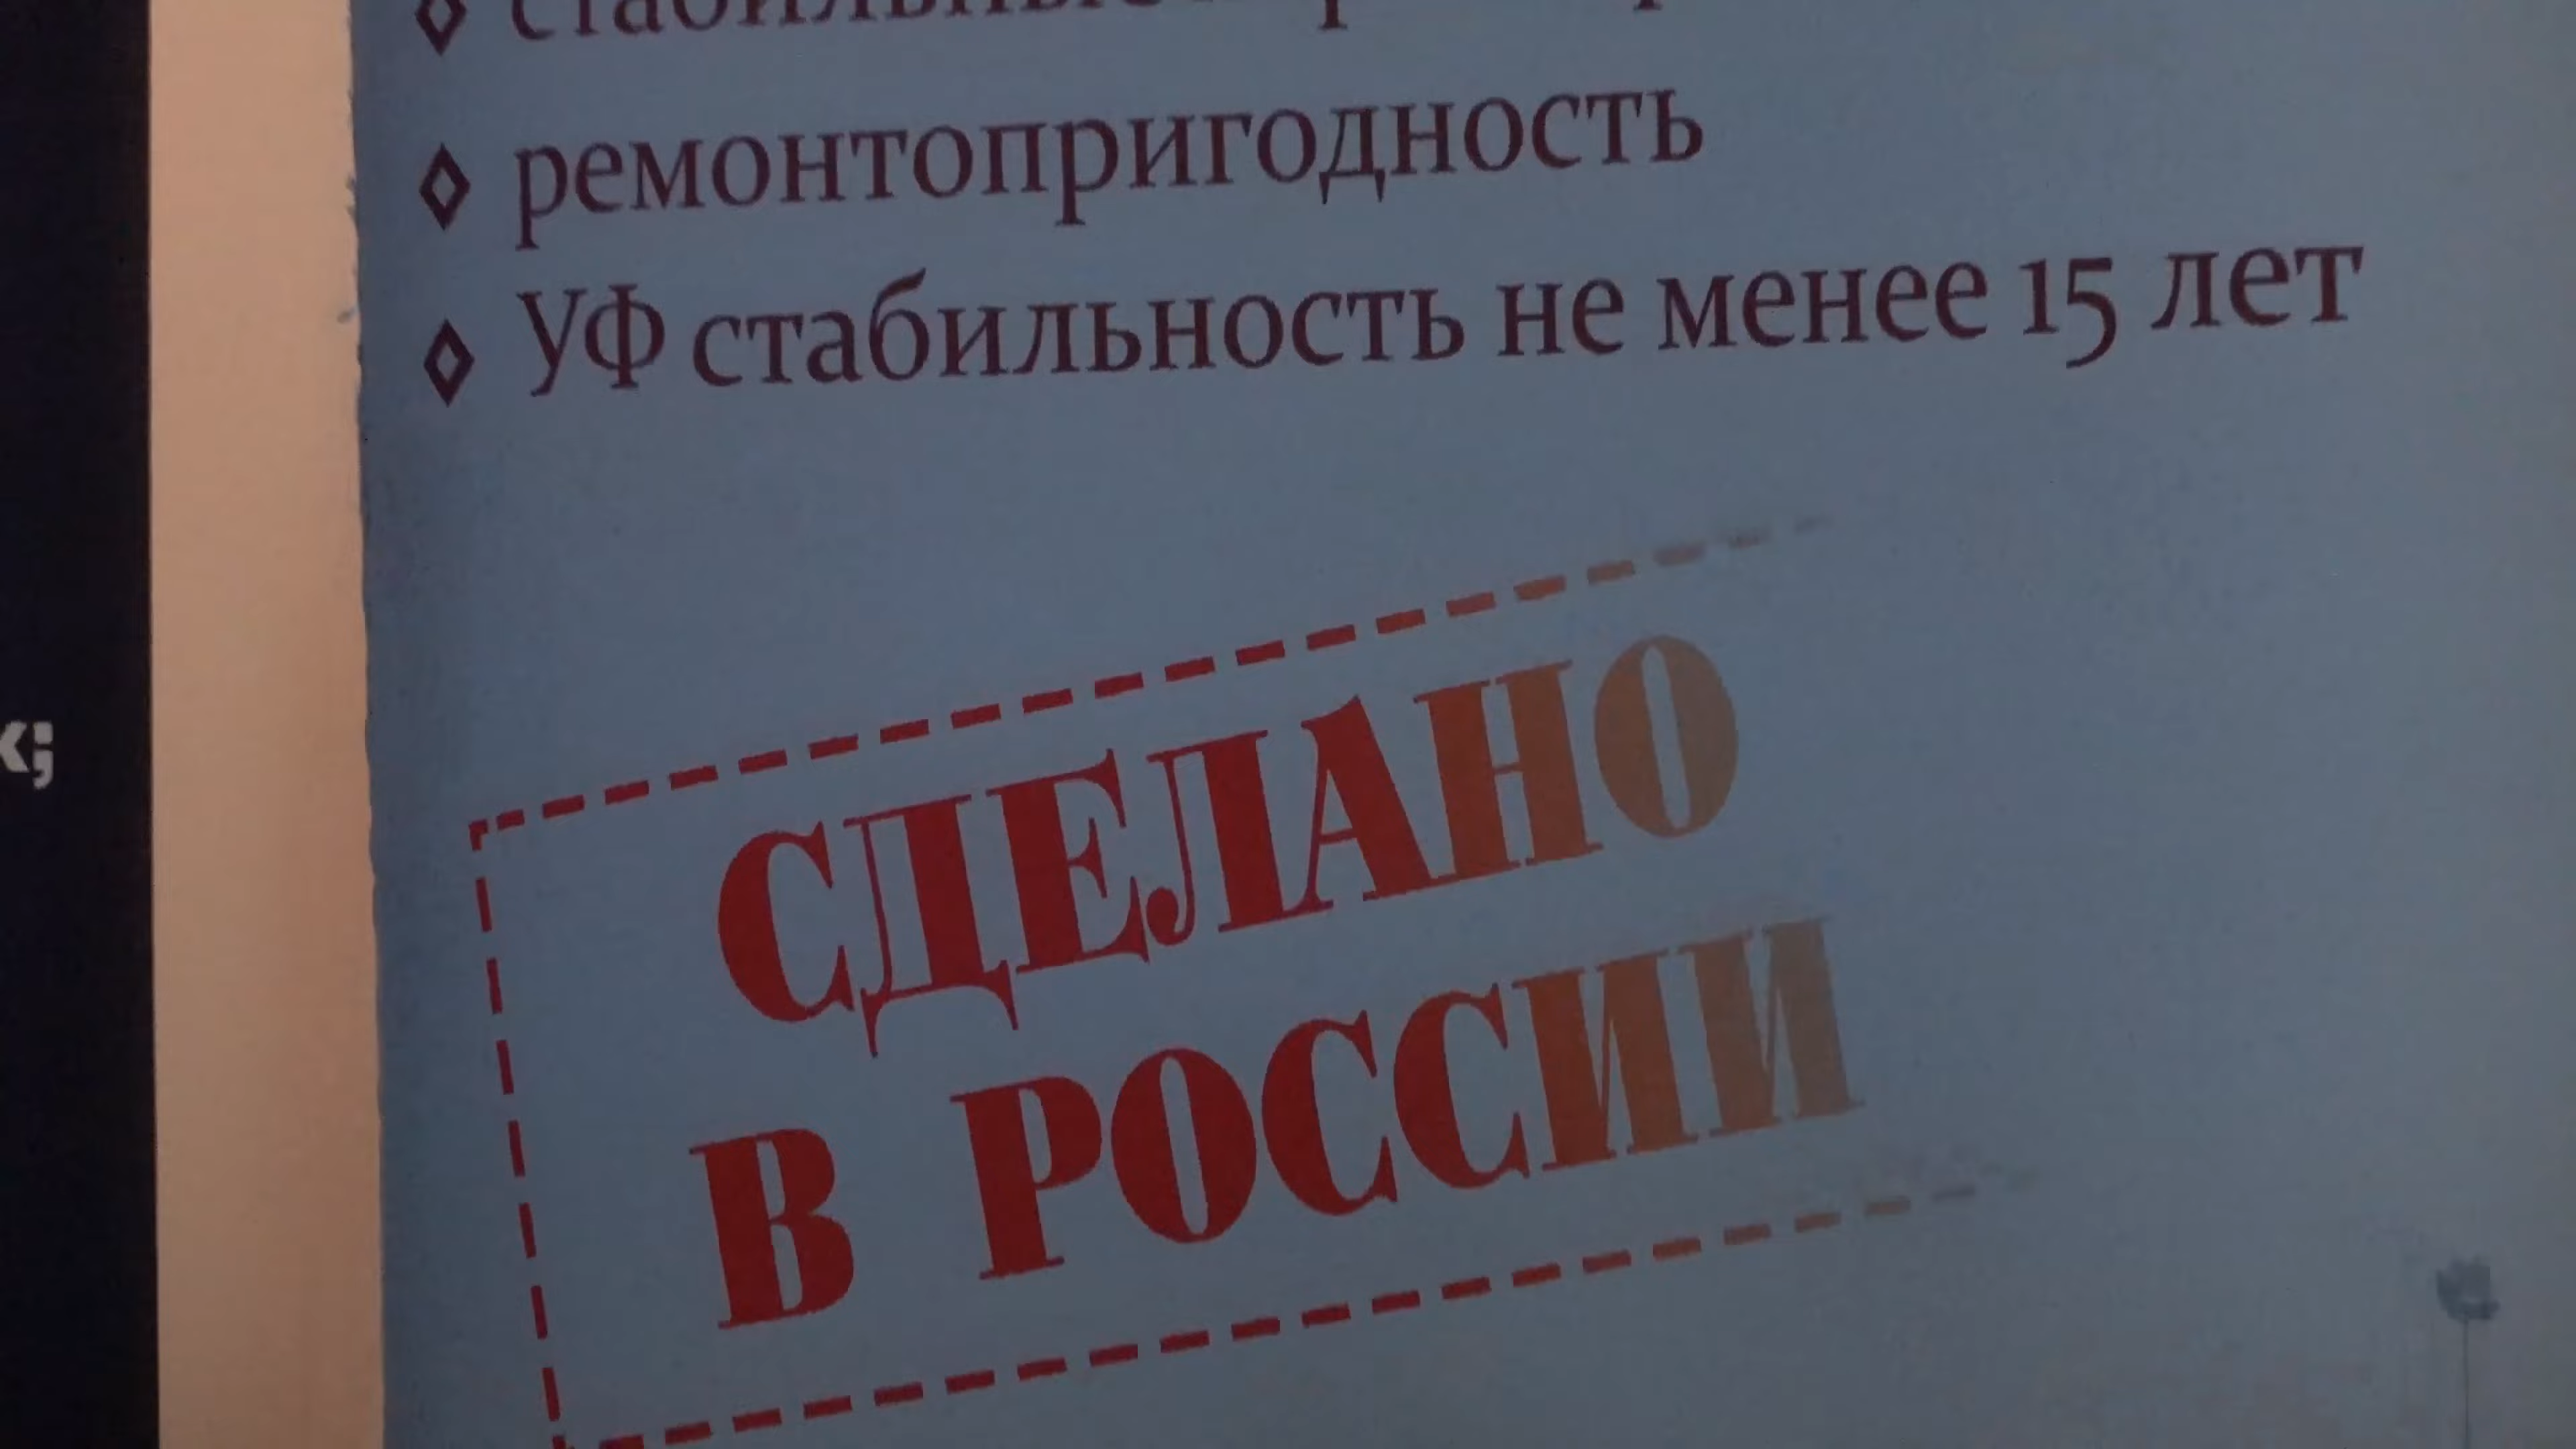 ремонтопригодность
УФ стабильность не менее 15 лет
СДЕЛАНО
В РОССИИ